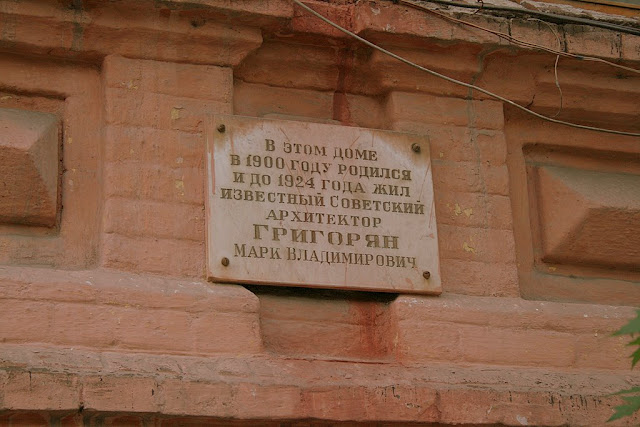 В ЭТОМ ДОМЕ
В 1900 ГОДУ РОДИЛСЯ
И ДО 1924 ГОДА ЖИЛ
ИЗВЕСТНЫЙ СОВЕТСКИЙ
АРХИТЕКТОР
ГРИГОРЯН
МАРК ВЛАДИМИРОВИЧ